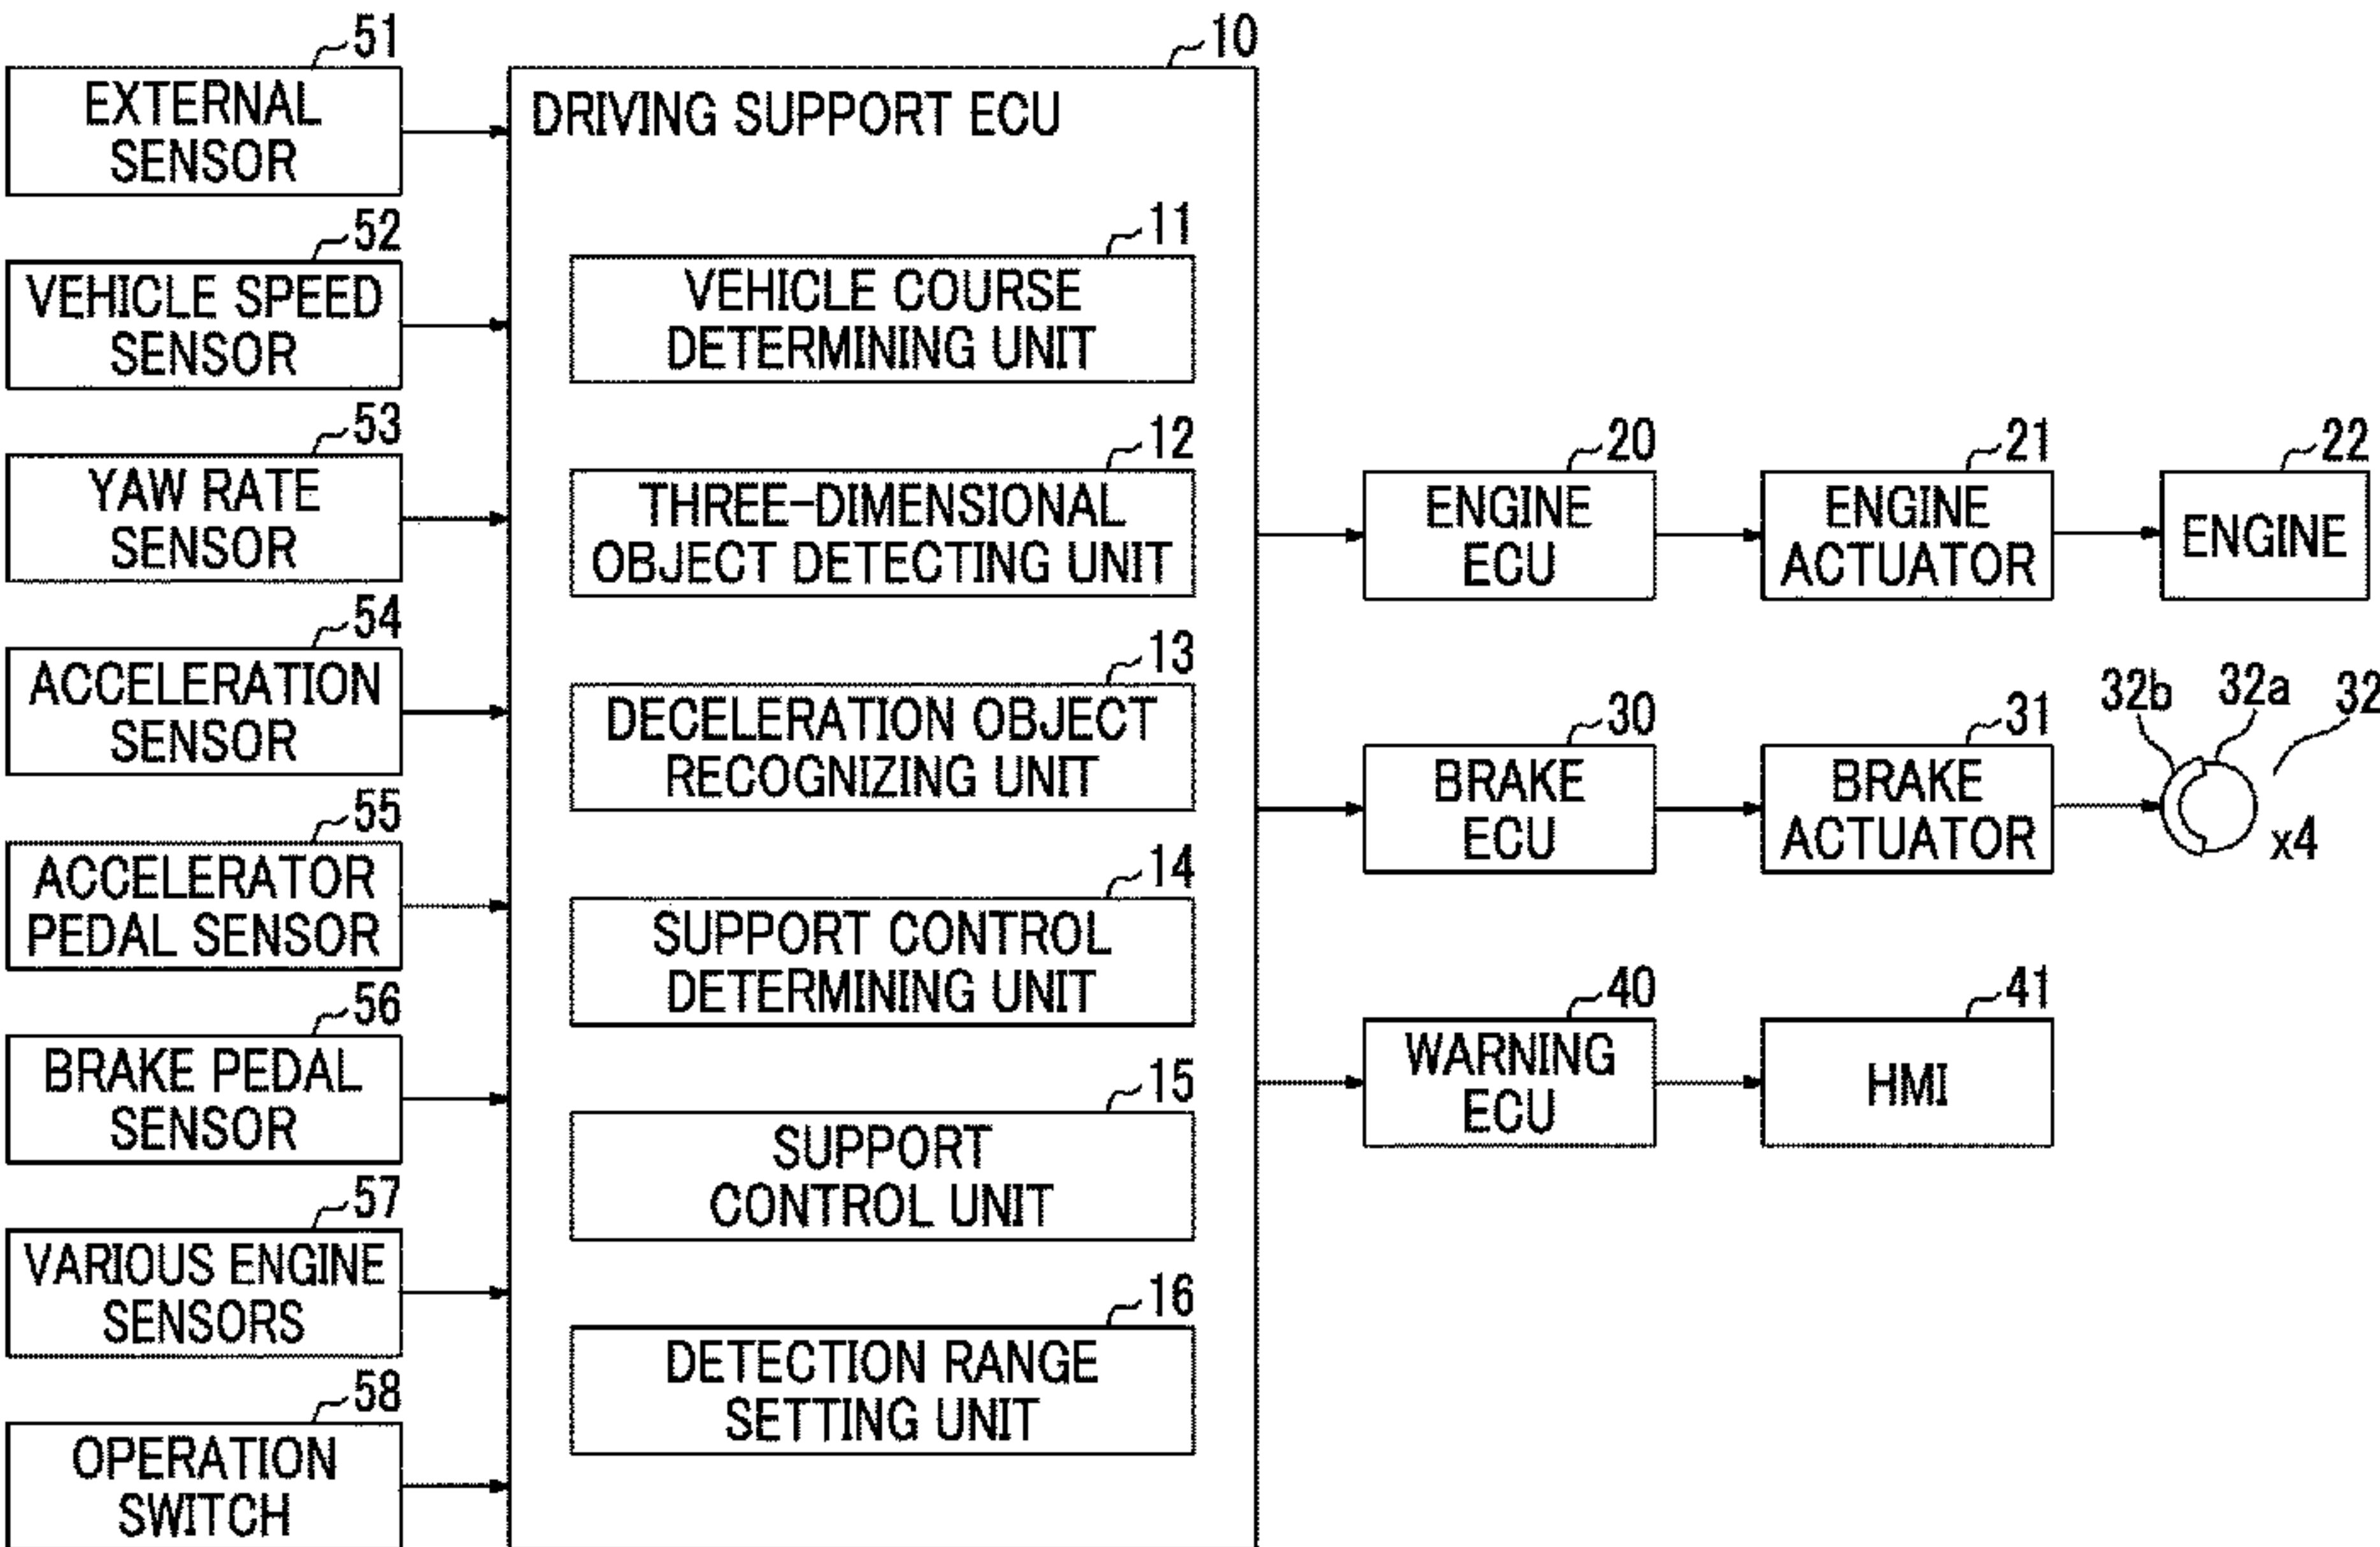 51
EXTERNAL
SENSOR
52
VEHICLE SPEED
SENSOR
53
YAW RATE
SENSOR
54
ACCELERATION
SENSOR
55
ACCELERATOR
PEDAL SENSOR
56
BRAKE PEDAL
SENSOR
57
VARIOUS ENGINE
SENSORS
58
OPERATION
SWITCH
10
DRIVING SUPPORT ECU
11
VEHICLE COURSE
DETERMINING UNIT
12
THREE-DIMENSIONAL
OBJECT DETECTING UNIT
13
DECELERATION OBJECT
RECOGNIZING UNIT
14
SUPPORT CONTROL
DETERMINING UNIT
15
SUPPORT
CONTROL UNIT
16
DETECTION RANGE
SETTING UNIT
20
ENGINE
ECU
21
ENGINE
ACTUATOR
22
ENGINE
30
BRAKE
ECU
31
BRAKE
ACTUATOR
32b
32a
32
x4
40
WARNING
ECU
41
HMI